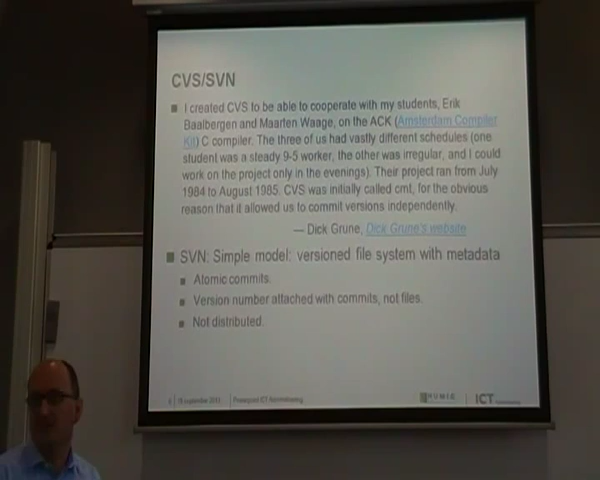 CVS/SVN
I created CVS to be able to cooperate with my students, Erik
Baalbergen and Maarten Waage, on the ACK (Amsterdam Compiler
Kit) C compiler. The three of us had vastly different schedules (one
student was a steady 9-5 worker, the other was irregular, and I could
work on the project only in the evenings). Their project ran from July
1984 to August 1985. CVS was initially called cmt, for the obvious
reason that it allowed us to commit versions independently.
— Dick Grune, Dick Grune's website
SVN: Simple model: versioned file system with metadata
Atomic commits.
Version number attached with commits, not files.
Not distributed.
september ICT
ICT